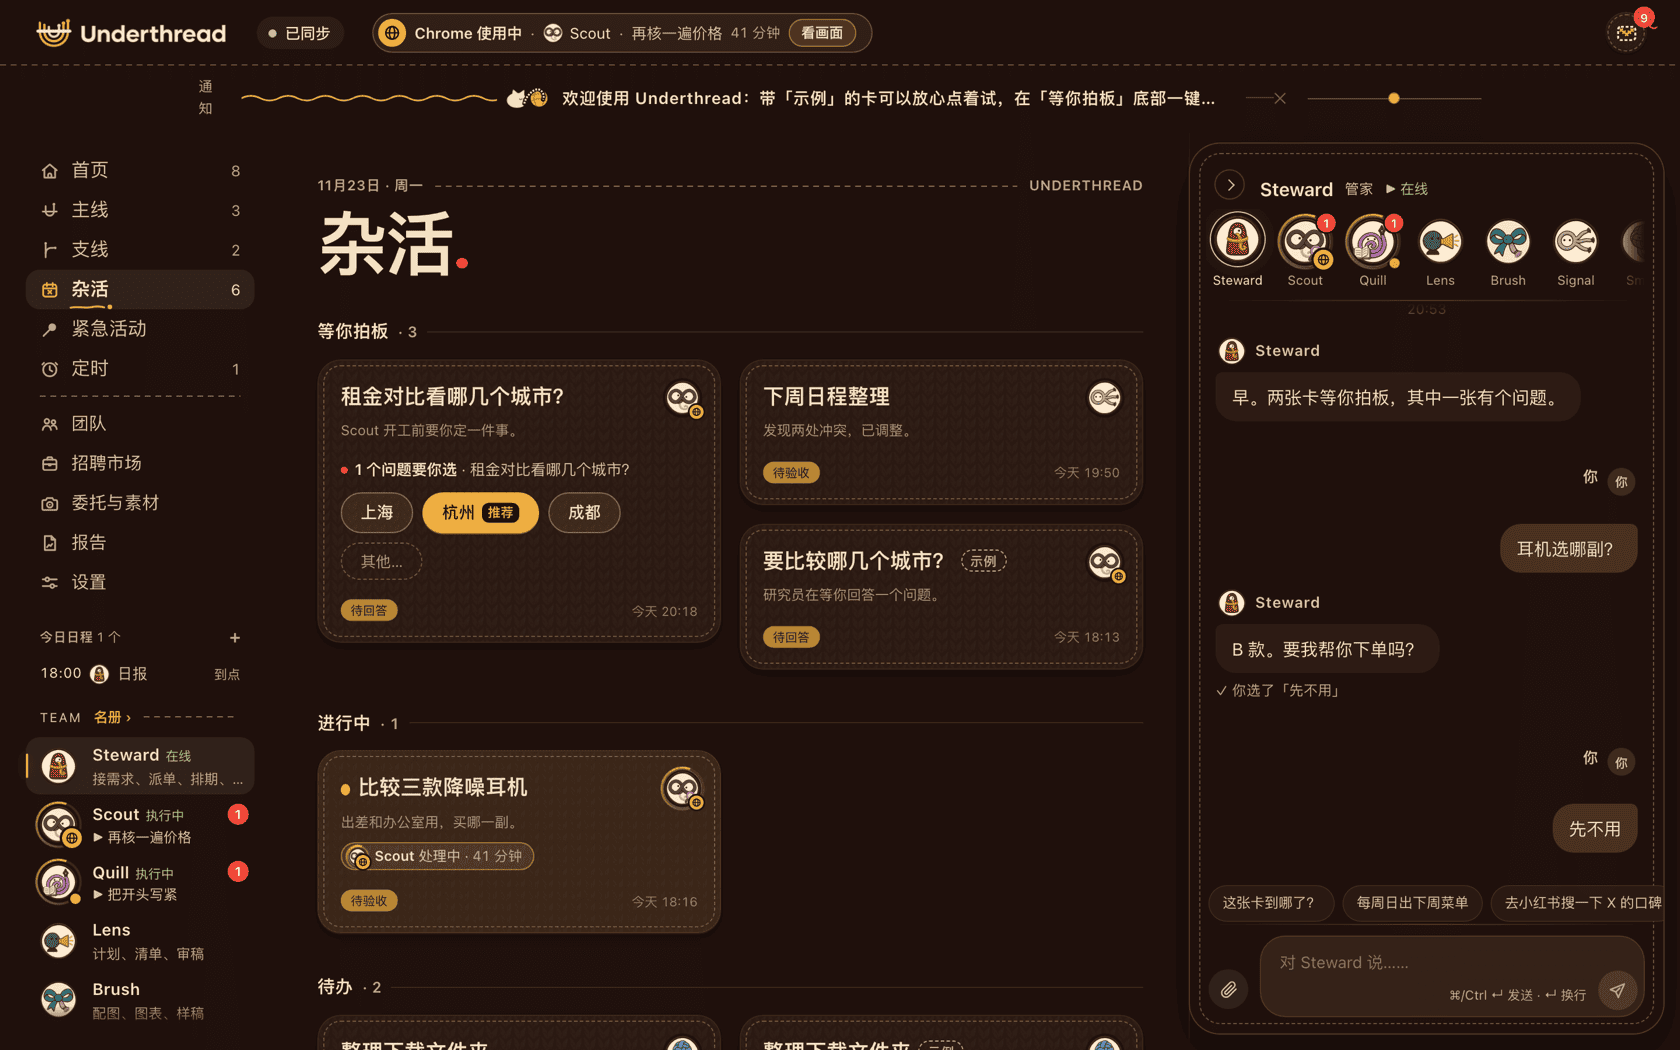 Underthread
已同步
Chrome 使用中 · Scout · 再核一遍价格 41 分钟 看画面
9
通知
欢迎使用 Underthread：带「示例」的卡可以放心点着试，在「等你拍板」底部一键...
首页 8
主线 3
支线 2
杂活 6
紧急活动
定时 1
团队
招聘市场
委托与素材
报告
设置
今日日程 1 个 +
18:00 日报 到点
TEAM 名册 ›
Steward 在线
接需求、派单、排期、...
Scout 执行中 1
▶ 再核一遍价格
Quill 执行中 1
▶ 把开头写紧
Lens
计划、清单、审稿
Brush
配图、图表、样稿
11月23日 · 周一 UNDERTHREAD
杂活.
等你拍板 · 3
租金对比看哪几个城市？
Scout 开工前要你定一件事。
1 个问题要你选 · 租金对比看哪几个城市？
上海 杭州 推荐 成都
其他...
待回答 今天 20:18
下周日程整理
发现两处冲突，已调整。
待验收 今天 19:50
要比较哪几个城市？ 示例
研究员在等你回答一个问题。
待回答 今天 18:13
进行中 · 1
比较三款降噪耳机
出差和办公室用，买哪一副。
Scout 处理中 · 41 分钟
待验收 今天 18:16
待办 · 2
整理下载文件夹
整理下载文件夹 示例
Steward 管家 ▶ 在线
1 1
Steward Scout Quill Lens Brush Signal
20:53
Steward
早。两张卡等你拍板，其中一张有个问题。
你 你
耳机选哪副？
Steward
B 款。要我帮你下单吗？
✓ 你选了「先不用」
你 你
先不用
这张卡到哪了？ 每周日出下周菜单 去小红书搜一下 X 的口碑
对 Steward 说......
⌘/Ctrl ↵ 发送 · ↵ 换行